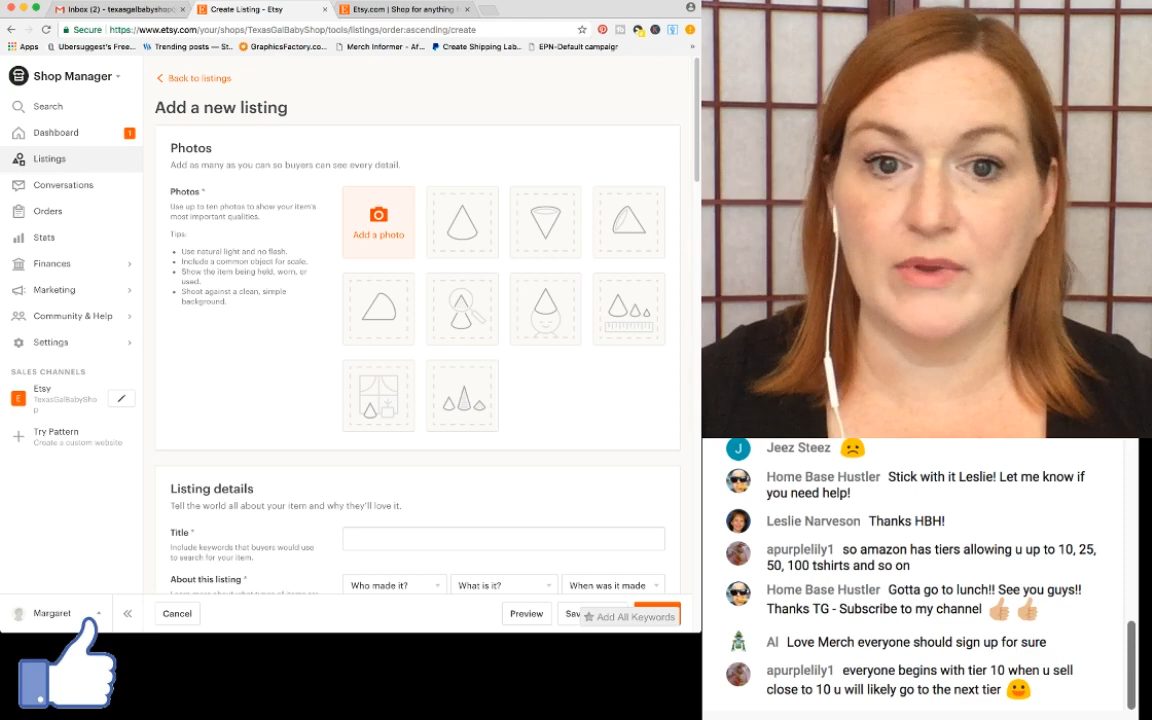 Inbox (2) - texasgalbabyshop@
Create Listing - Etsy
Etsy.com | Shop for anything f
Secure
https://www.etsy.com/your/shops/TexasGalBabyShop/tools/listings/order:ascending/create
Apps
Ubersuggest's Free...
Trending posts — St...
GraphicsFactory.co...
Merch Informer - Af...
Create Shipping Lab...
EPN-Default campaigr
»
Shop Manager
Search
Dashboard
1
Listings
Conversations
Orders
Stats
Finances
Marketing
Community & Help
Settings
SALES CHANNELS
E
Etsy
TexasGalBabySho
p
Try Pattern
Create a custom website
Margaret
Back to listings
Add a new listing
Photos
Add as many as you can so buyers can see every detail.
Photos *
Use up to ten photos to show your item's
most important qualities.
Tips:
• Use natural light and no flash.
• Include a common object for scale.
• Show the item being held, worn, or
used.
• Shoot against a clean, simple
background.
Add a photo
Listing details
Tell the world all about your item and why they'll love it.
Title *
Include keywords that buyers would use
to search for your item.
About this listing *
Who made it?
What is it?
When was it made
Cancel
Preview
Sav
Add All Keywords
J
Jeez Steez
Home Base Hustler Stick with it Leslie! Let me know if
you need help!
Leslie Narveson Thanks HBH!
apurplelily1 so amazon has tiers allowing u up to 10, 25,
50, 100 tshirts and so on
Home Base Hustler Gotta go to lunch!! See you guys!!
Thanks TG - Subscribe to my channel
Al Love Merch everyone should sign up for sure
apurplelily1 everyone begins with tier 10 when u sell
close to 10 u will likely go to the next tier